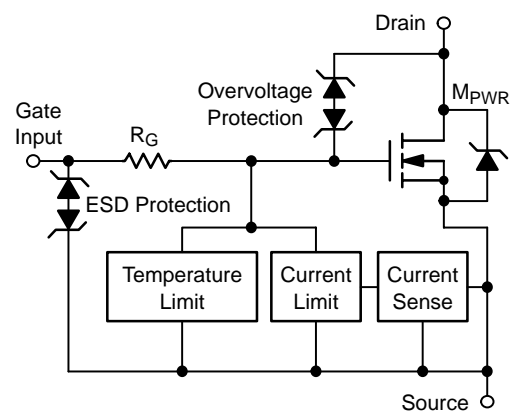 Drain
Overvoltage
Protection
MPWR
Gate
Input
RG
ESD Protection
Temperature
Limit
Current
Limit
Current
Sense
Source